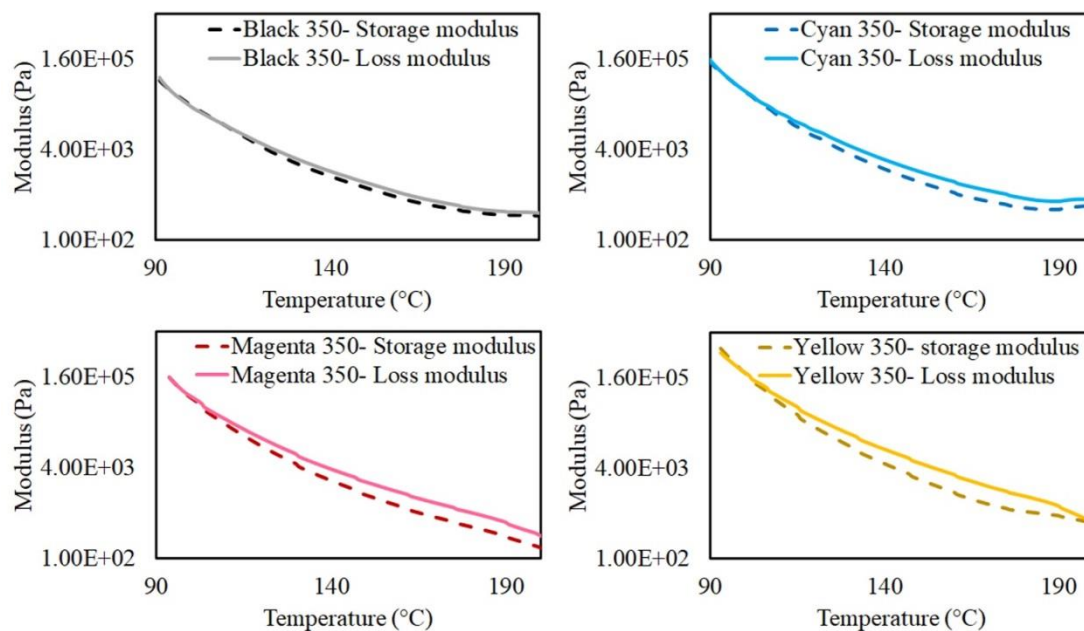 Black 350- Storage modulus
Black 350- Loss modulus
Modulus (Pa)
1.60E+05
4.00E+03
1.00E+02
90
140
190
Temperature (°C)
Cyan 350- Storage modulus
Cyan 350- Loss modulus
Modulus (Pa)
1.60E+05
4.00E+03
1.00E+02
90
140
190
Temperature (°C)
Magenta 350- Storage modulus
Magenta 350- Loss modulus
Modulus (Pa)
1.60E+05
4.00E+03
1.00E+02
90
140
190
Temperature (°C)
Yellow 350- storage modulus
Yellow 350- Loss modulus
Modulus (Pa)
1.60E+05
4.00E+03
1.00E+02
90
140
190
Temperature (°C)